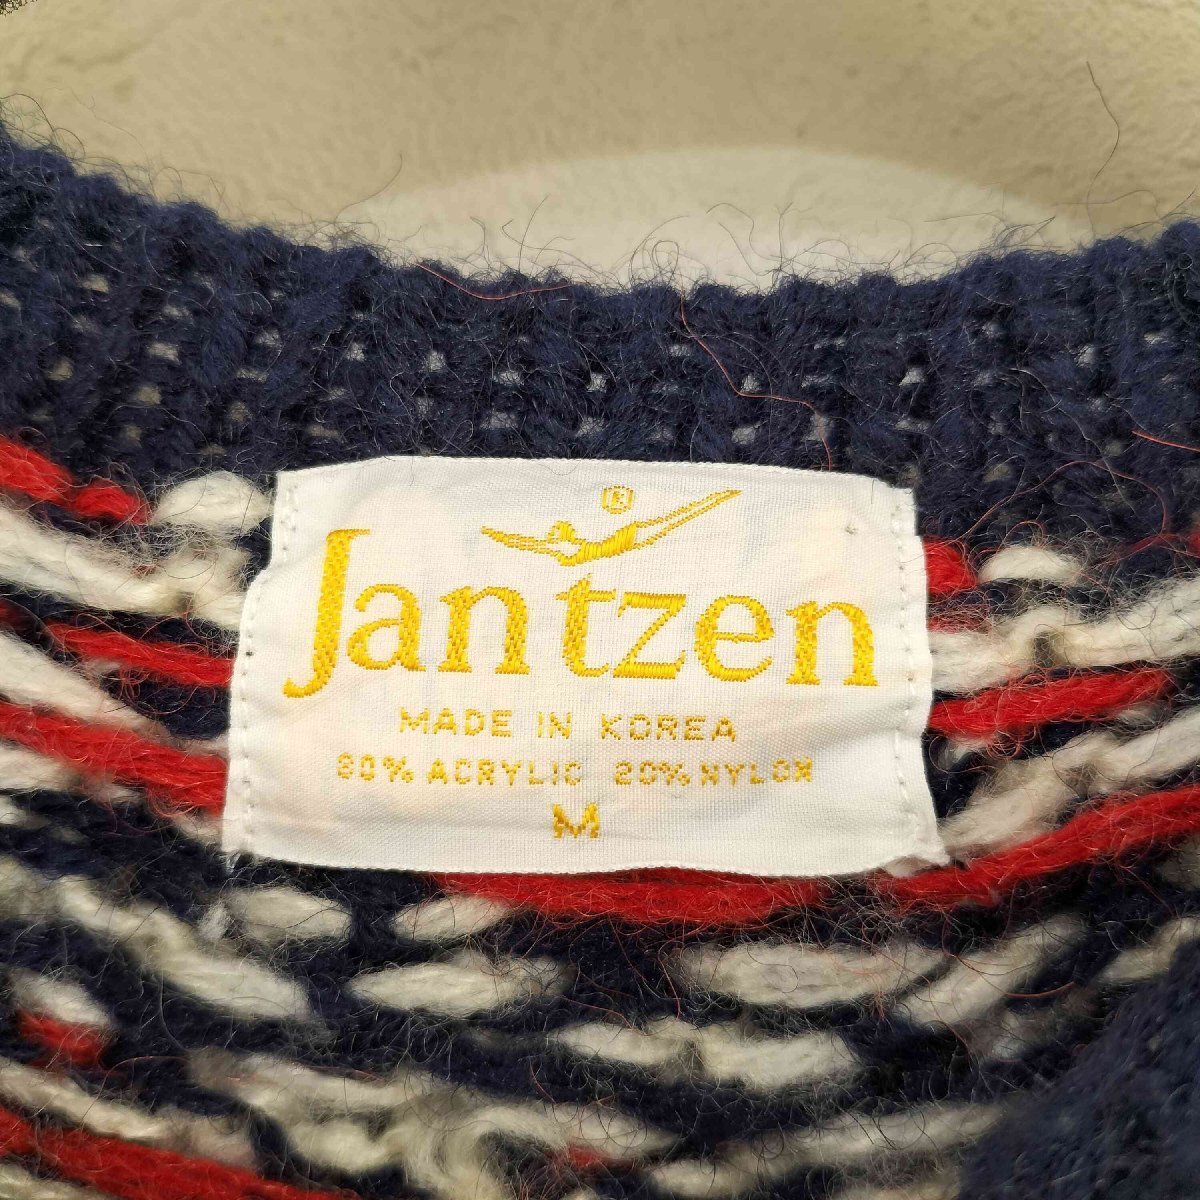 ®
Jantzen
MADE IN KOREA
80% ACRYLIC 20% NYLON
M